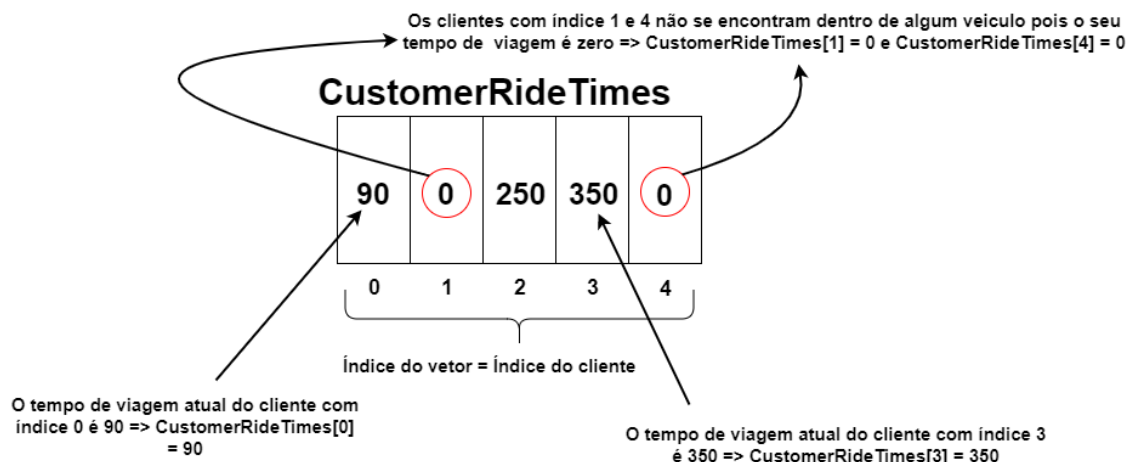 Os clientes com índice 1 e 4 não se encontram dentro de algum veiculo pois o seu
tempo de viagem é zero => CustomerRideTimes[1] = 0 e CustomerRideTimes[4] = 0
CustomerRideTimes
90 0 250 350 0
0 1 2 3 4
Índice do vetor = Índice do cliente
O tempo de viagem atual do cliente com
índice 0 é 90 => CustomerRideTimes[0]
= 90
O tempo de viagem atual do cliente com índice 3
é 350 => CustomerRideTimes[3] = 350